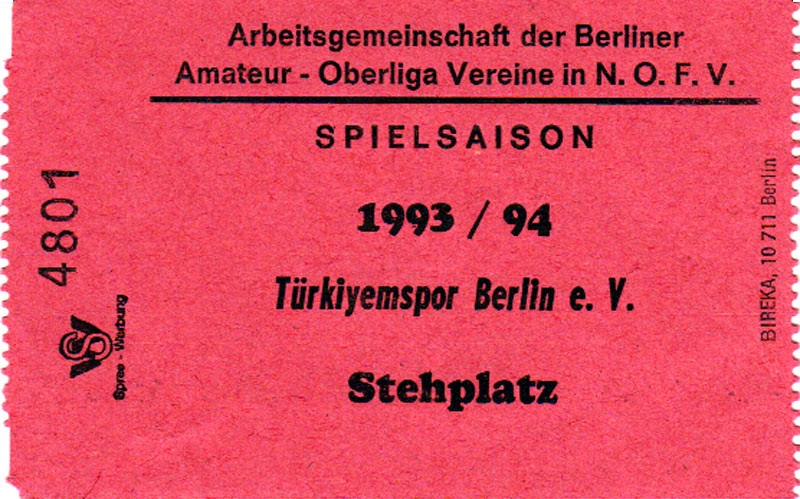 Arbeitsgemeinschaft der Berliner
Amateur - Oberliga Vereine in N. O. F. V.
SPIELSAISON
1993 / 94
Türkiyemspor Berlin e. V.
Stehplatz
4801
VSV
Spree - Werbung
BIREKA, 10 711 Berlin